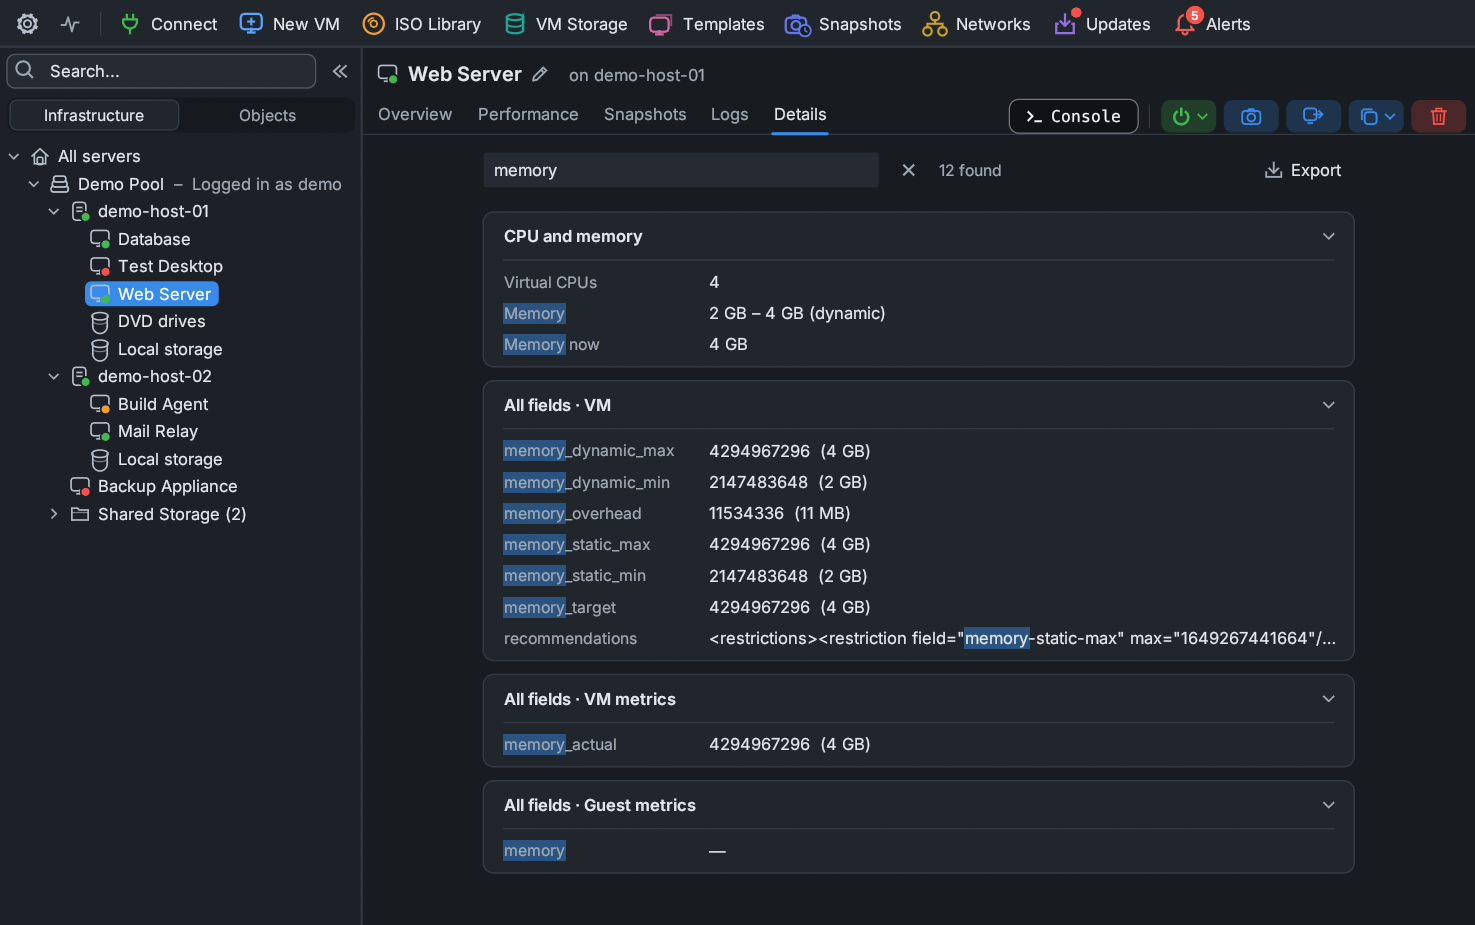 Connect New VM ISO Library VM Storage Templates Snapshots Networks Updates 5 Alerts
Search...
Infrastructure Objects
All servers
Demo Pool – Logged in as demo
demo-host-01
Database
Test Desktop
Web Server
DVD drives
Local storage
demo-host-02
Build Agent
Mail Relay
Local storage
Backup Appliance
Shared Storage (2)
Web Server on demo-host-01
Overview Performance Snapshots Logs Details Console
memory 12 found Export
CPU and memory
Virtual CPUs 4
Memory 2 GB – 4 GB (dynamic)
Memory now 4 GB
All fields · VM
memory_dynamic_max 4294967296 (4 GB)
memory_dynamic_min 2147483648 (2 GB)
memory_overhead 11534336 (11 MB)
memory_static_max 4294967296 (4 GB)
memory_static_min 2147483648 (2 GB)
memory_target 4294967296 (4 GB)
recommendations <restrictions><restriction field="memory-static-max" max="1649267441664"/...
All fields · VM metrics
memory_actual 4294967296 (4 GB)
All fields · Guest metrics
memory —